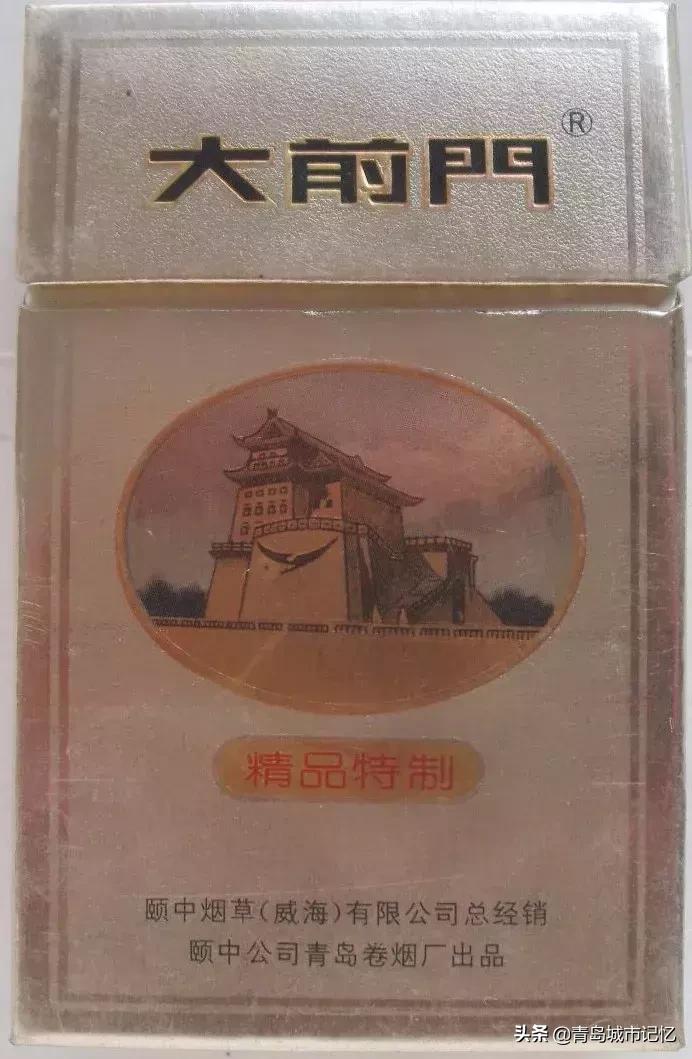 大前門
®
精品特制
颐中烟草(威海)有限公司总经销
颐中公司青岛卷烟厂出品
头条 @青岛城市记忆